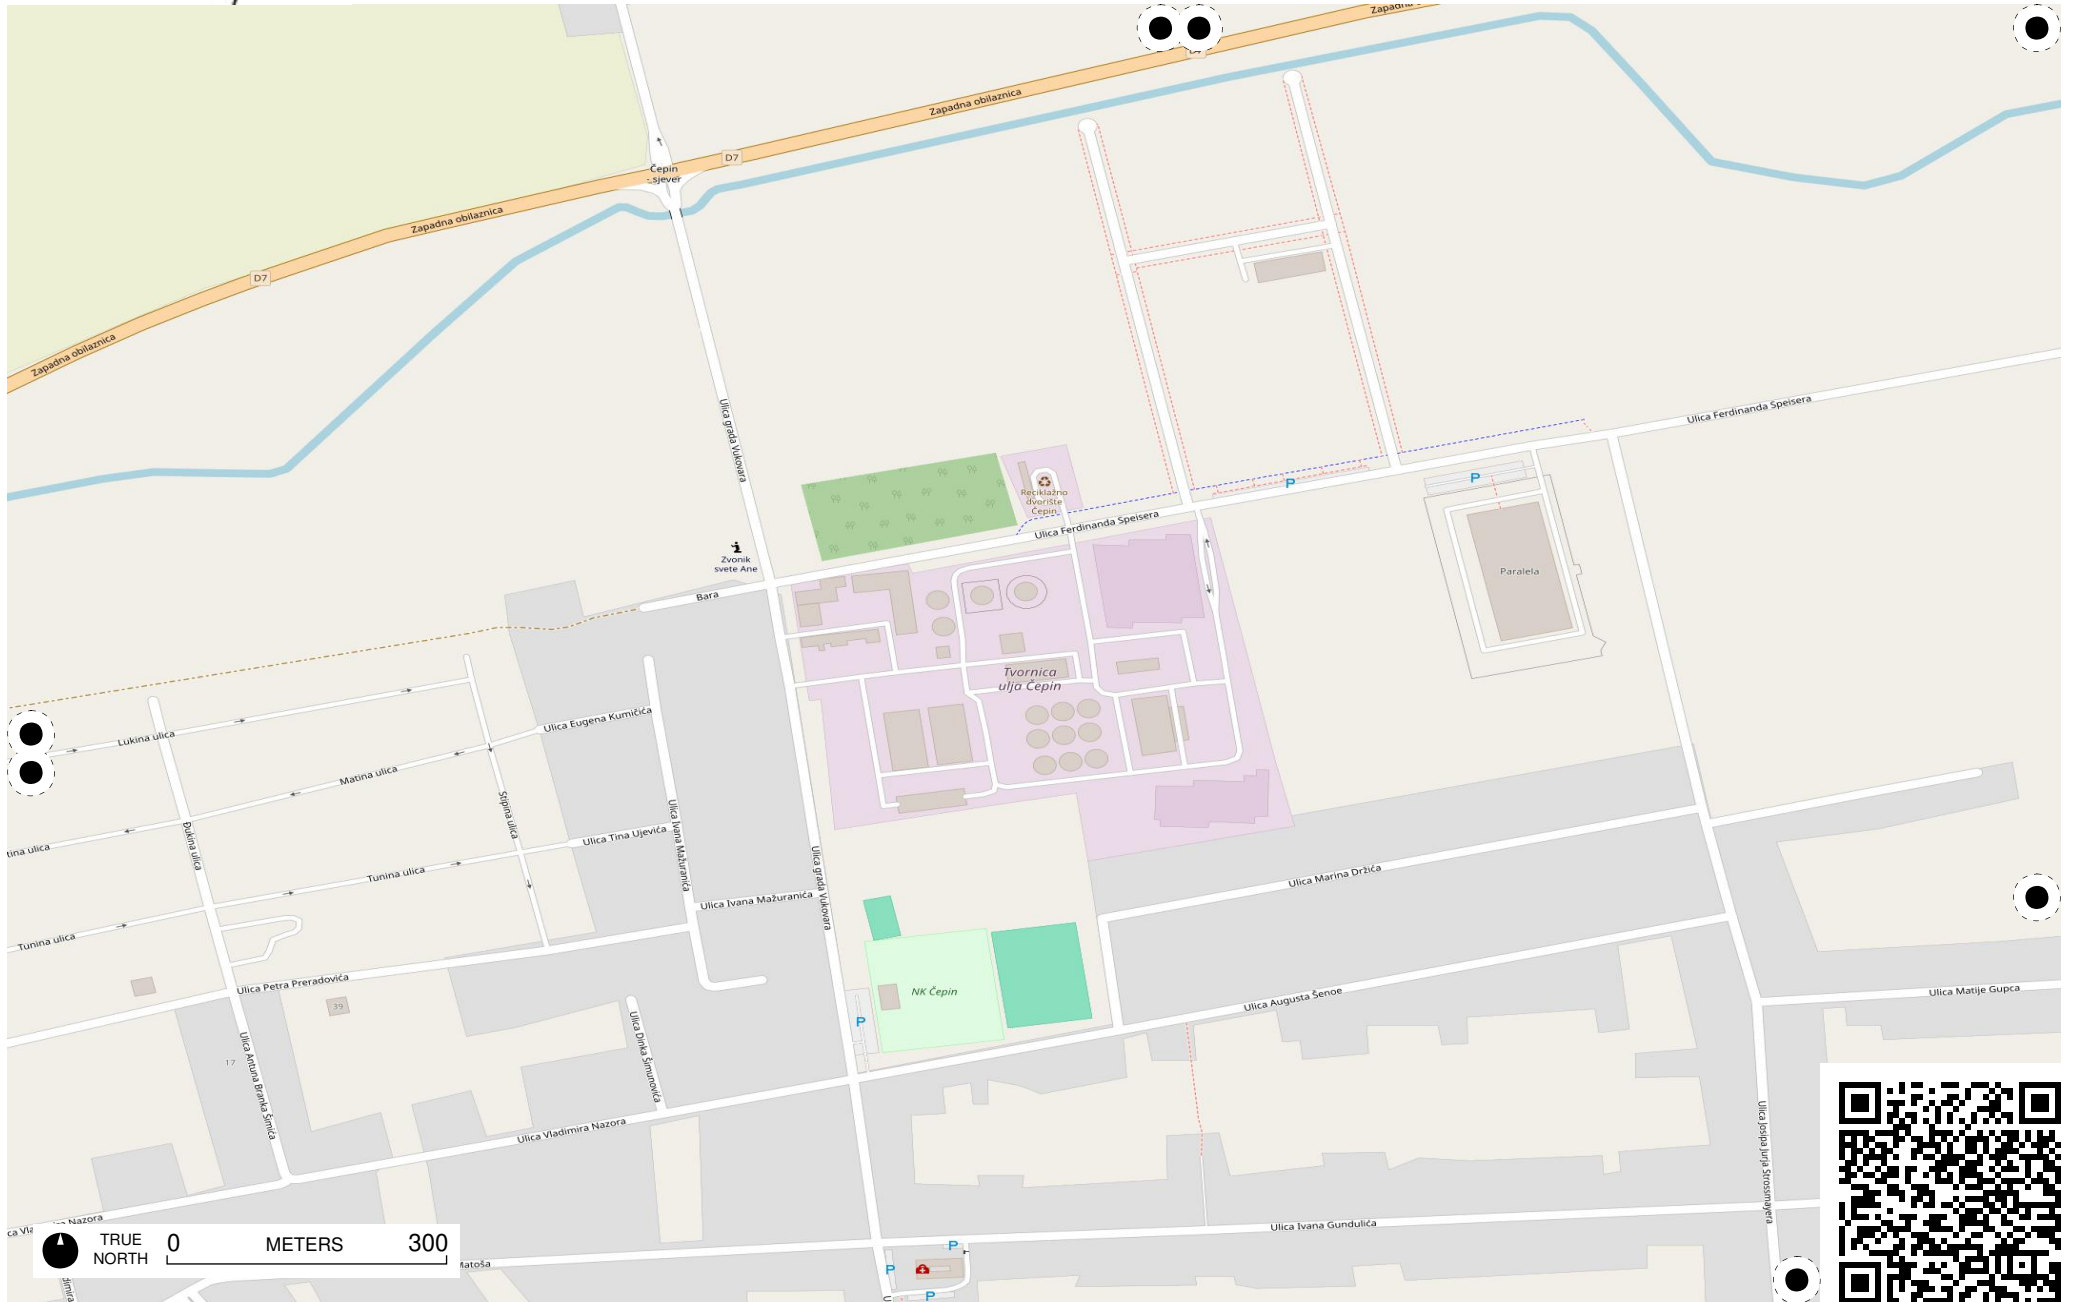 Zapadna obilaznica
D7
Čepin
- sjever
D7
Zapadna obilaznica
Zapadna obilaznica
Ulica grada Vukovara
Ulica Ferdinanda Speisera
P
P
Reciklažno
dvorište
Čepin
Ulica Ferdinanda Speisera
Zvonik
svete Ane
Paralela
Bara
Tvornica
ulja Čepin
Ulica Eugena Kumičića
Lukina ulica
Matina ulica
Stipina ulica
Ulica Ivana Mažuranića
Đukina ulica
Ulica Tina Ujevića
tina ulica
Ulica grada Vukovara
Tunina ulica
Ulica Marina Držića
Ulica Ivana Mažuranića
Tunina ulica
Ulica Petra Preradovića
NK Čepin
Ulica Augusta Šenoe
Ulica Matije Gupca
39
P
Ulica Dinka Šimunovića
17
Ulica Antuna Branka Šimića
Ulica Vladimira Nazora
Ulica Josipa Jurja Strossmayera
Nazora
Ulica Ivana Gundulića
P
P
P
Matoša
TRUE
NORTH
0 METERS 300